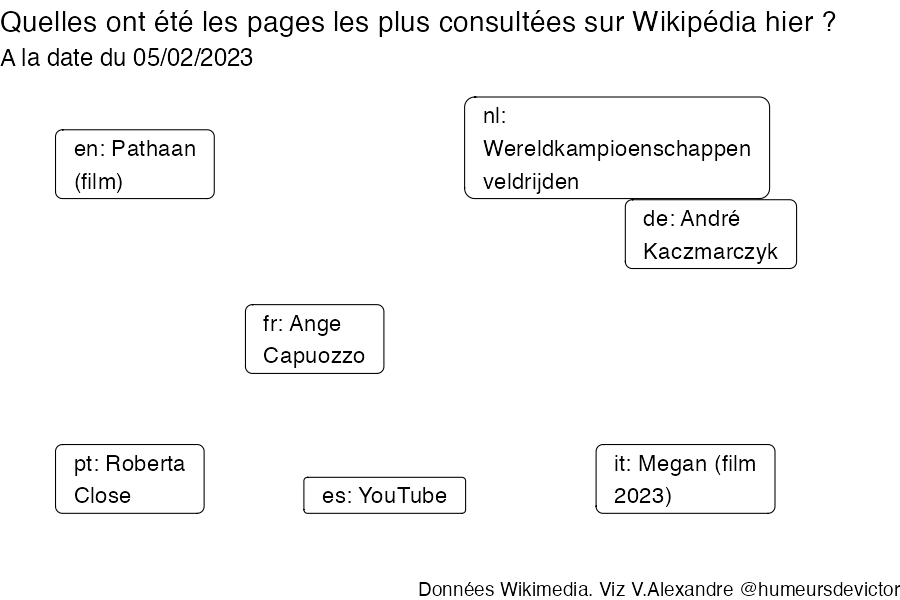 Quelles ont été les pages les plus consultées sur Wikipédia hier ?
A la date du 05/02/2023
nl:
Wereldkampioenschappen
veldrijden
en: Pathaan
(film)
de: André
Kaczmarczyk
fr: Ange
Capuozzo
pt: Roberta
Close
es: YouTube
it: Megan (film
2023)
Données Wikimedia. Viz V.Alexandre @humeursdevictor